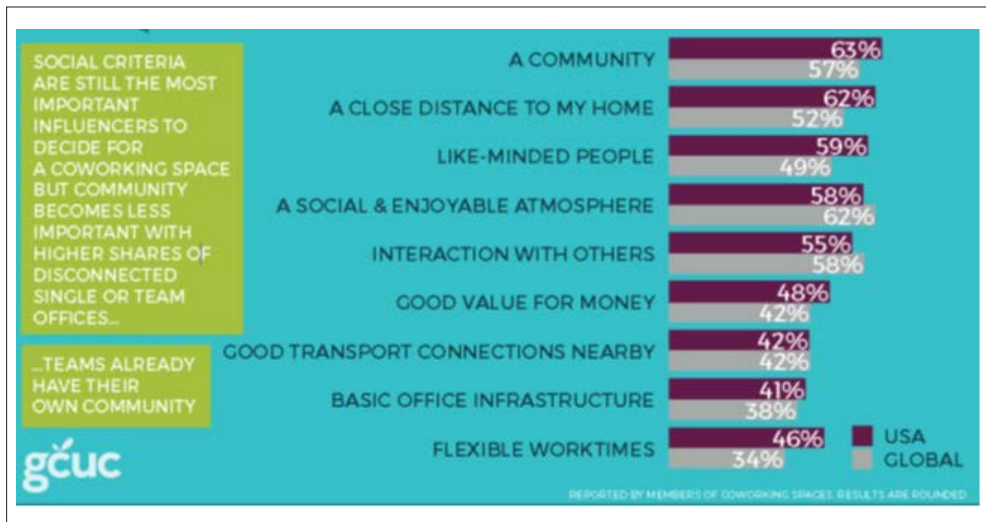 SOCIAL CRITERIA
ARE STILL THE MOST
IMPORTANT
INFLUENCERS TO
DECIDE FOR
A COWORKING SPACE
BUT COMMUNITY
BECOMES LESS
IMPORTANT WITH
HIGHER SHARES OF
DISCONNECTED
SINGLE OR TEAM
OFFICES...
...TEAMS ALREADY
HAVE THEIR
OWN COMMUNITY
gcuc
A COMMUNITY
63%
57%
A CLOSE DISTANCE TO MY HOME
62%
52%
LIKE-MINDED PEOPLE
59%
49%
A SOCIAL & ENJOYABLE ATMOSPHERE
58%
62%
INTERACTION WITH OTHERS
55%
58%
GOOD VALUE FOR MONEY
48%
42%
GOOD TRANSPORT CONNECTIONS NEARBY
42%
42%
BASIC OFFICE INFRASTRUCTURE
41%
38%
FLEXIBLE WORKTIMES
46%
34%
USA
GLOBAL
REPORTED BY MEMBERS OF COWORKING SPACES. RESULTS ARE ROUNDED.